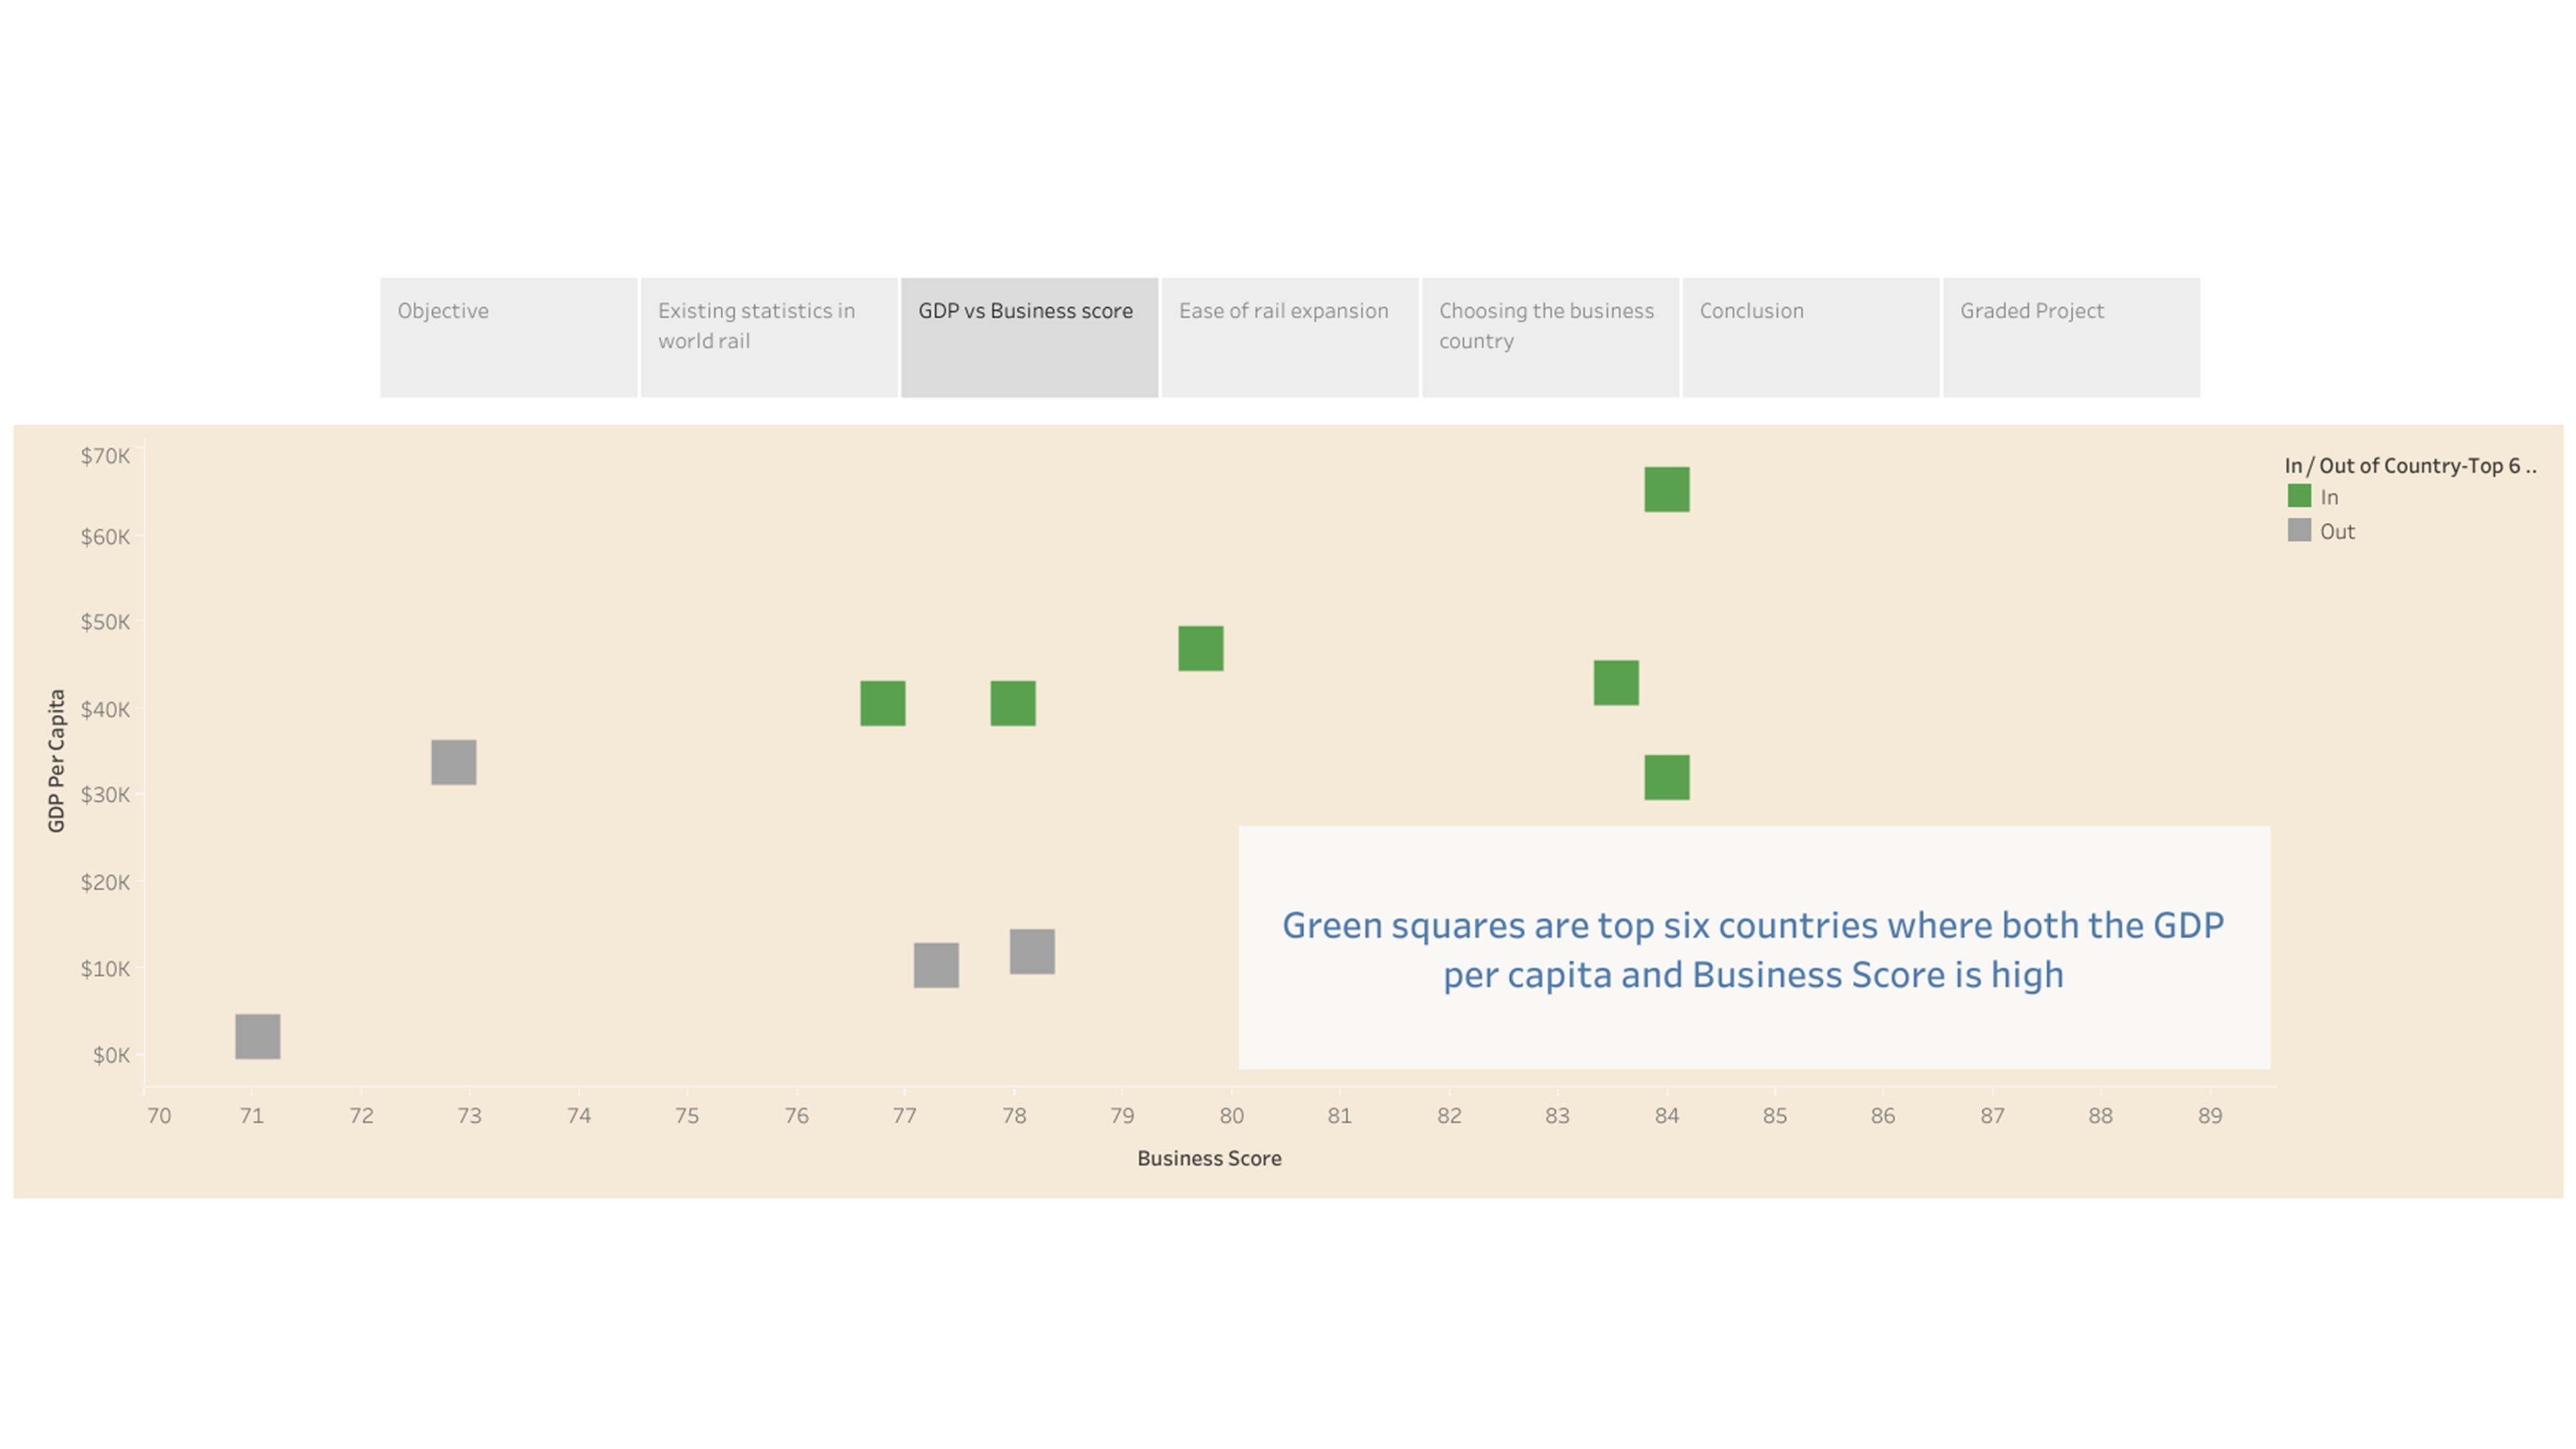 Objective
Existing statistics in
world rail
GDP vs Business score
Ease of rail expansion
Choosing the business
country
Conclusion
Graded Project
$70K
$60K
$50K
$40K
$30K
$20K
$10K
$0K
GDP Per Capita
In / Out of Country-Top 6 ..
In
Out
Green squares are top six countries where both the GDP
per capita and Business Score is high
70 71 72 73 74 75 76 77 78 79 80 81 82 83 84 85 86 87 88 89
Business Score